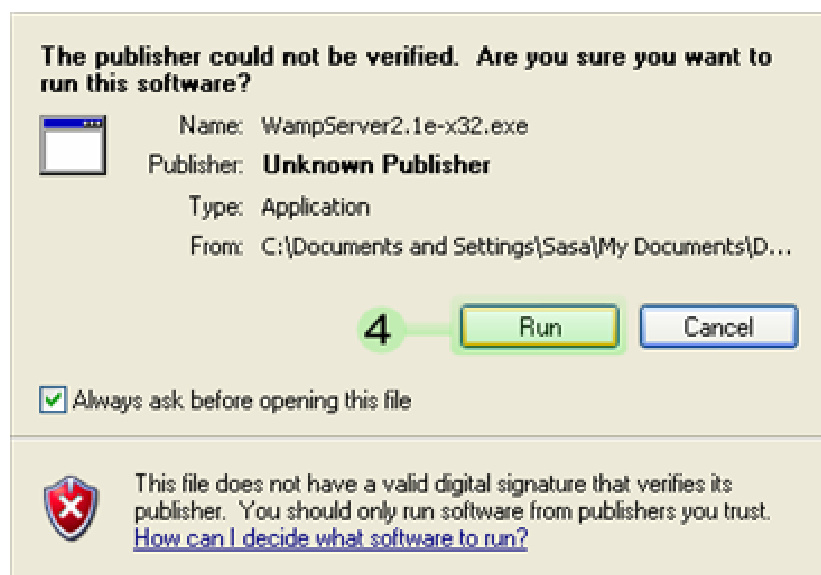 The publisher could not be verified. Are you sure you want to
run this software?
Name: WampServer2.1e-x32.exe
Publisher: Unknown Publisher
Type: Application
From: C:\Documents and Settings\Sasa\My Documents\D...
4 Run Cancel
Always ask before opening this file
This file does not have a valid digital signature that verifies its
publisher. You should only run software from publishers you trust.
How can I decide what software to run?